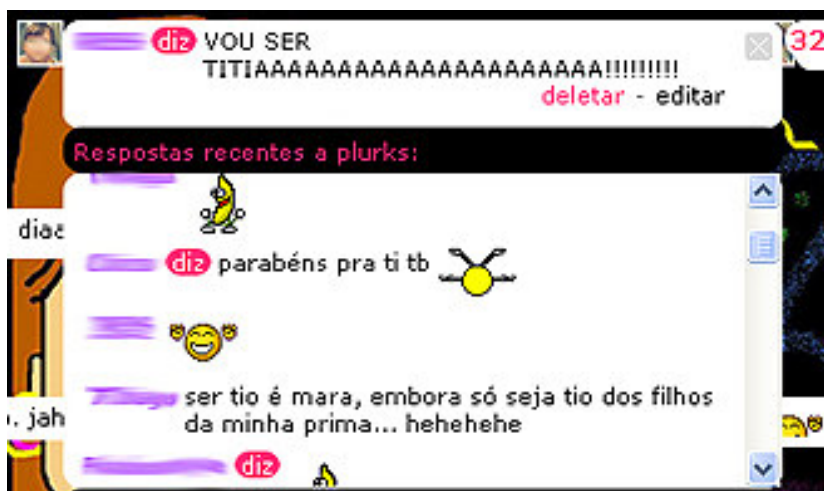 diz VOU SER
TITIAAAAAAAAAAAAAAAAAAAAA!!!!!!!!!
32
deletar - editar
Respostas recentes a plurks:
diaa
diz parabéns pra ti tb
ser tio é mara, embora só seja tio dos filhos
. jah
da minha prima... hehehehe
diz